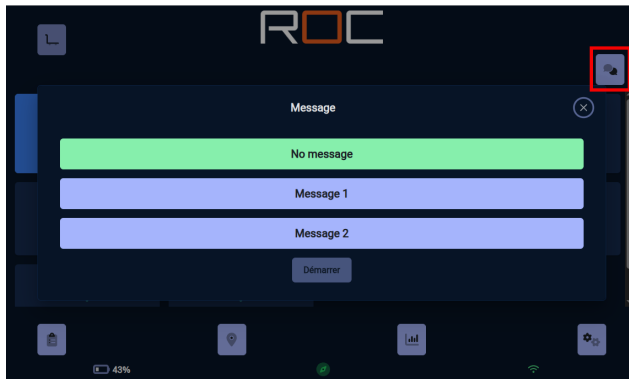 ROC
Message
No message
Message 1
Message 2
Démarrer
43%